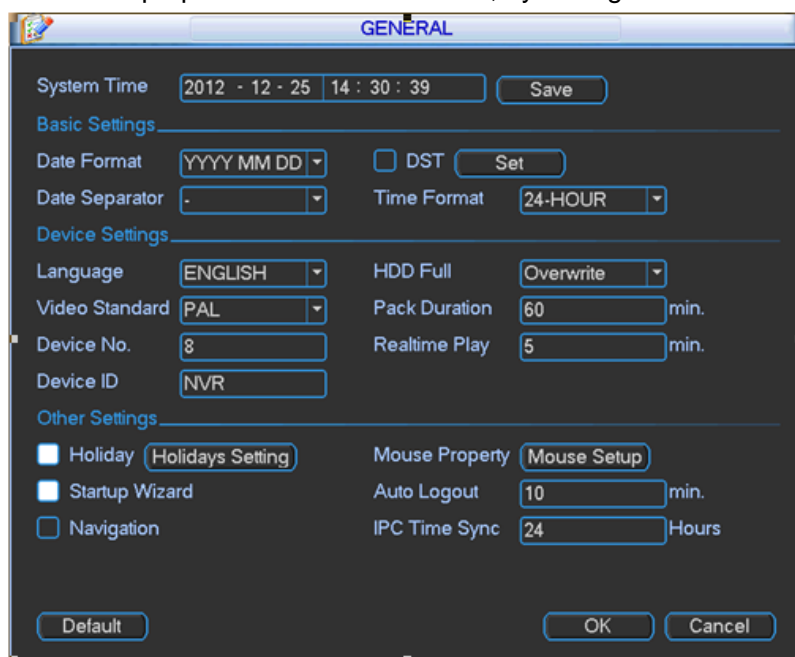 GENERAL
System Time 2012 - 12 - 25 14 : 30 : 39 Save
Basic Settings
Date Format YYYY MM DD DST Set
Date Separator - Time Format 24-HOUR
Device Settings
Language ENGLISH HDD Full Overwrite
Video Standard PAL Pack Duration 60 min.
Device No. 8 Realtime Play 5 min.
Device ID NVR
Other Settings
Holiday Holidays Setting Mouse Property Mouse Setup
Startup Wizard Auto Logout 10 min.
Navigation IPC Time Sync 24 Hours
Default OK Cancel